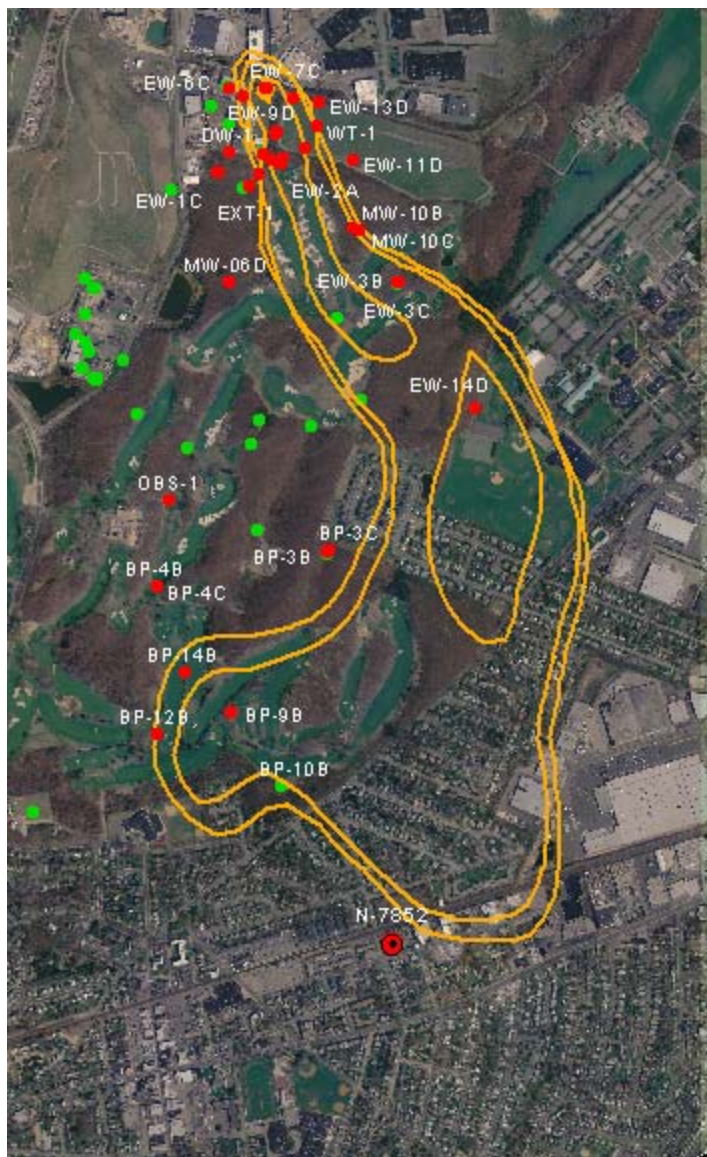 EW-7C
EW-6C
EW-13D
EW-9D
WT-1
DW-1
EW-11D
EW-2A
EW-1C
EXT-1
MW-10B
MW-10C
MW-06D
EW-3B
EW-3C
EW-14D
OBS-1
BP-3C
BP-3B
BP-4B
BP-4C
BP-14B
BP-12B
BP-9B
BP-10B
N-7852